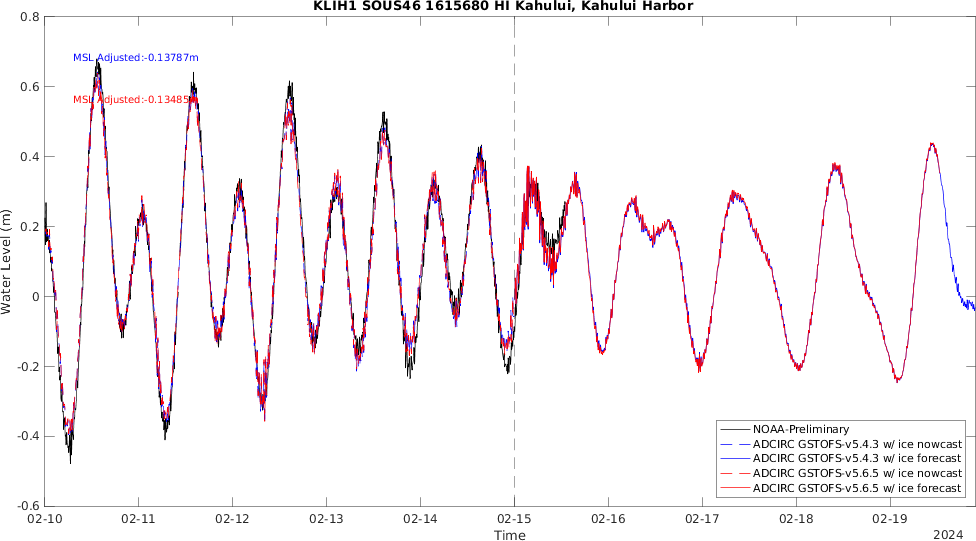 KLIH1 SOUS46 1615680 HI Kahului, Kahului Harbor
0.8
0.6
0.4
0.2
0
-0.2
-0.4
-0.6
Water Level (m)
MSL Adjusted:-0.13787m
MSL Adjusted:-0.13485m
NOAA-Preliminary
ADCIRC GSTOFS-v5.4.3 w/ ice nowcast
ADCIRC GSTOFS-v5.4.3 w/ ice forecast
ADCIRC GSTOFS-v5.6.5 w/ ice nowcast
ADCIRC GSTOFS-v5.6.5 w/ ice forecast
02-10 02-11 02-12 02-13 02-14 02-15 02-16 02-17 02-18 02-19
Time
2024